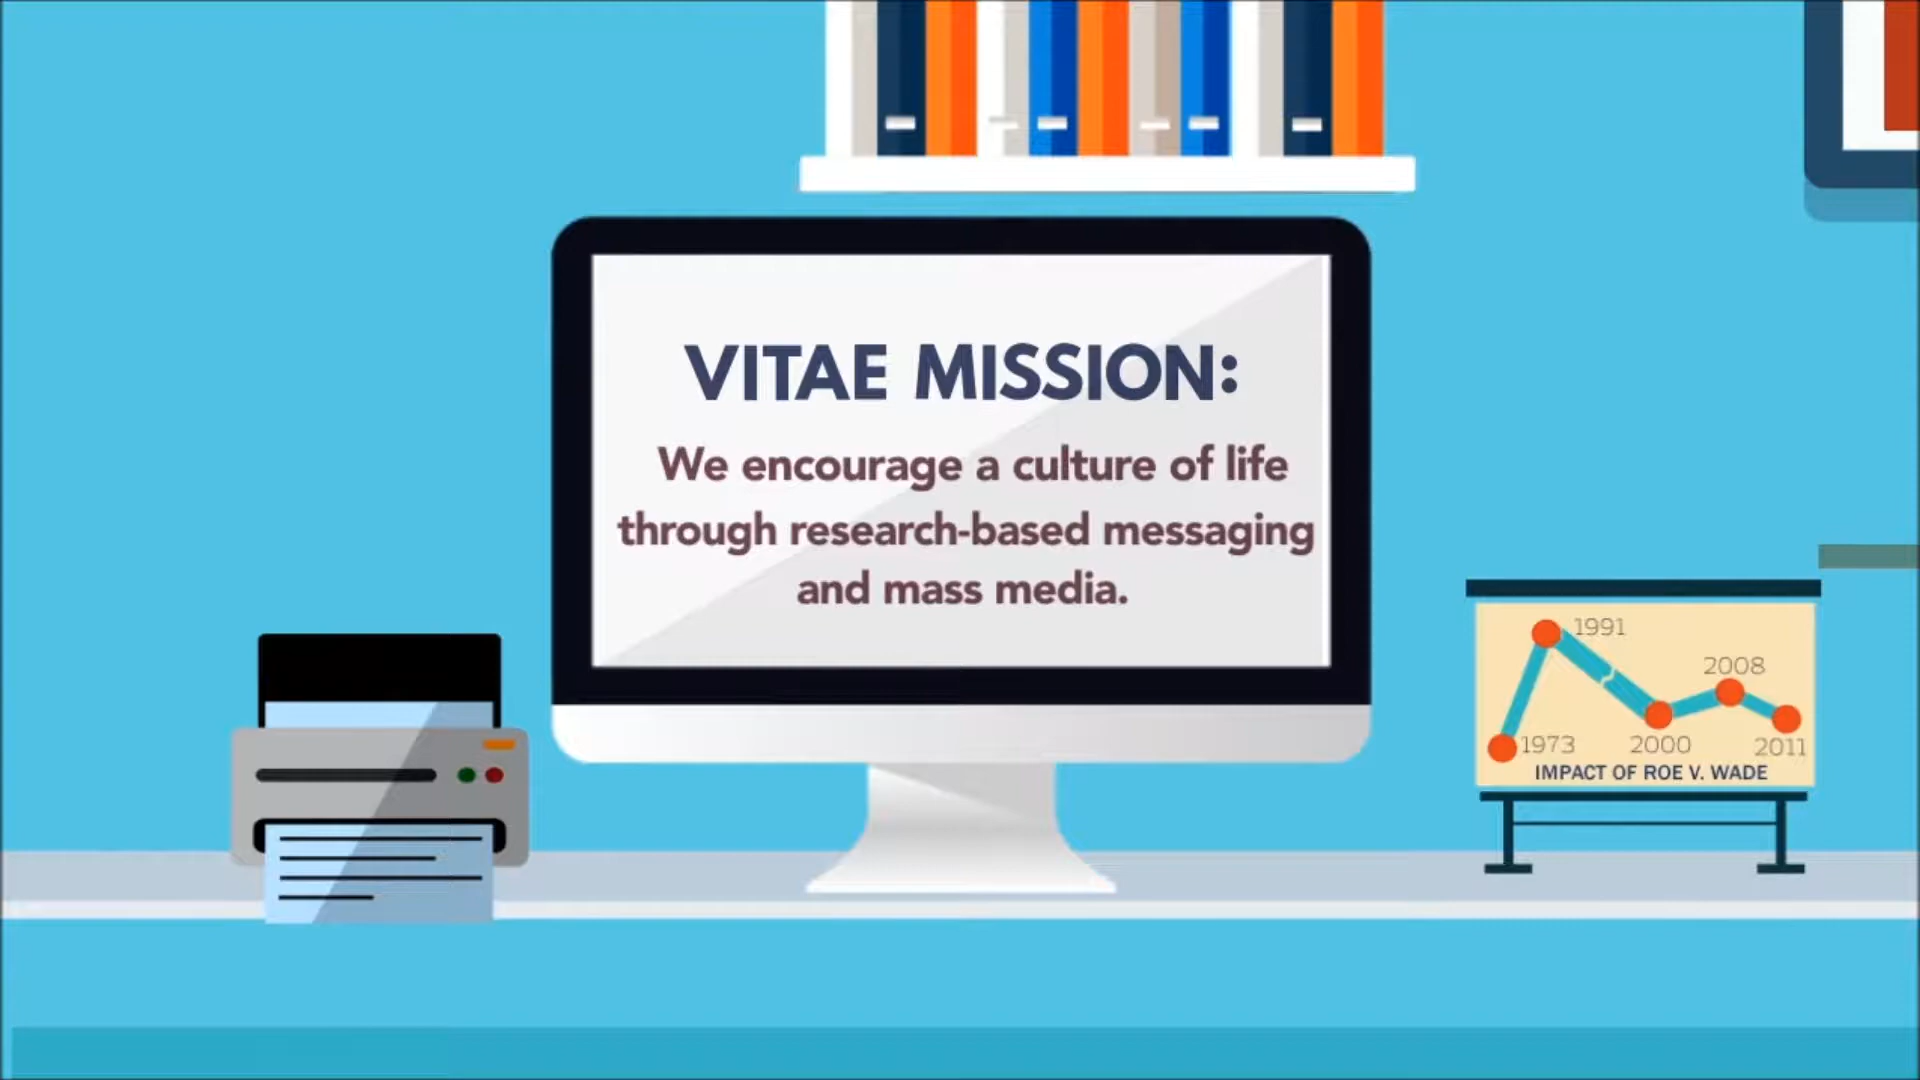 VITAE MISSION:
We encourage a culture of life
through research-based messaging
and mass media.
1991
2008
1973
2000
2011
IMPACT OF ROE V. WADE